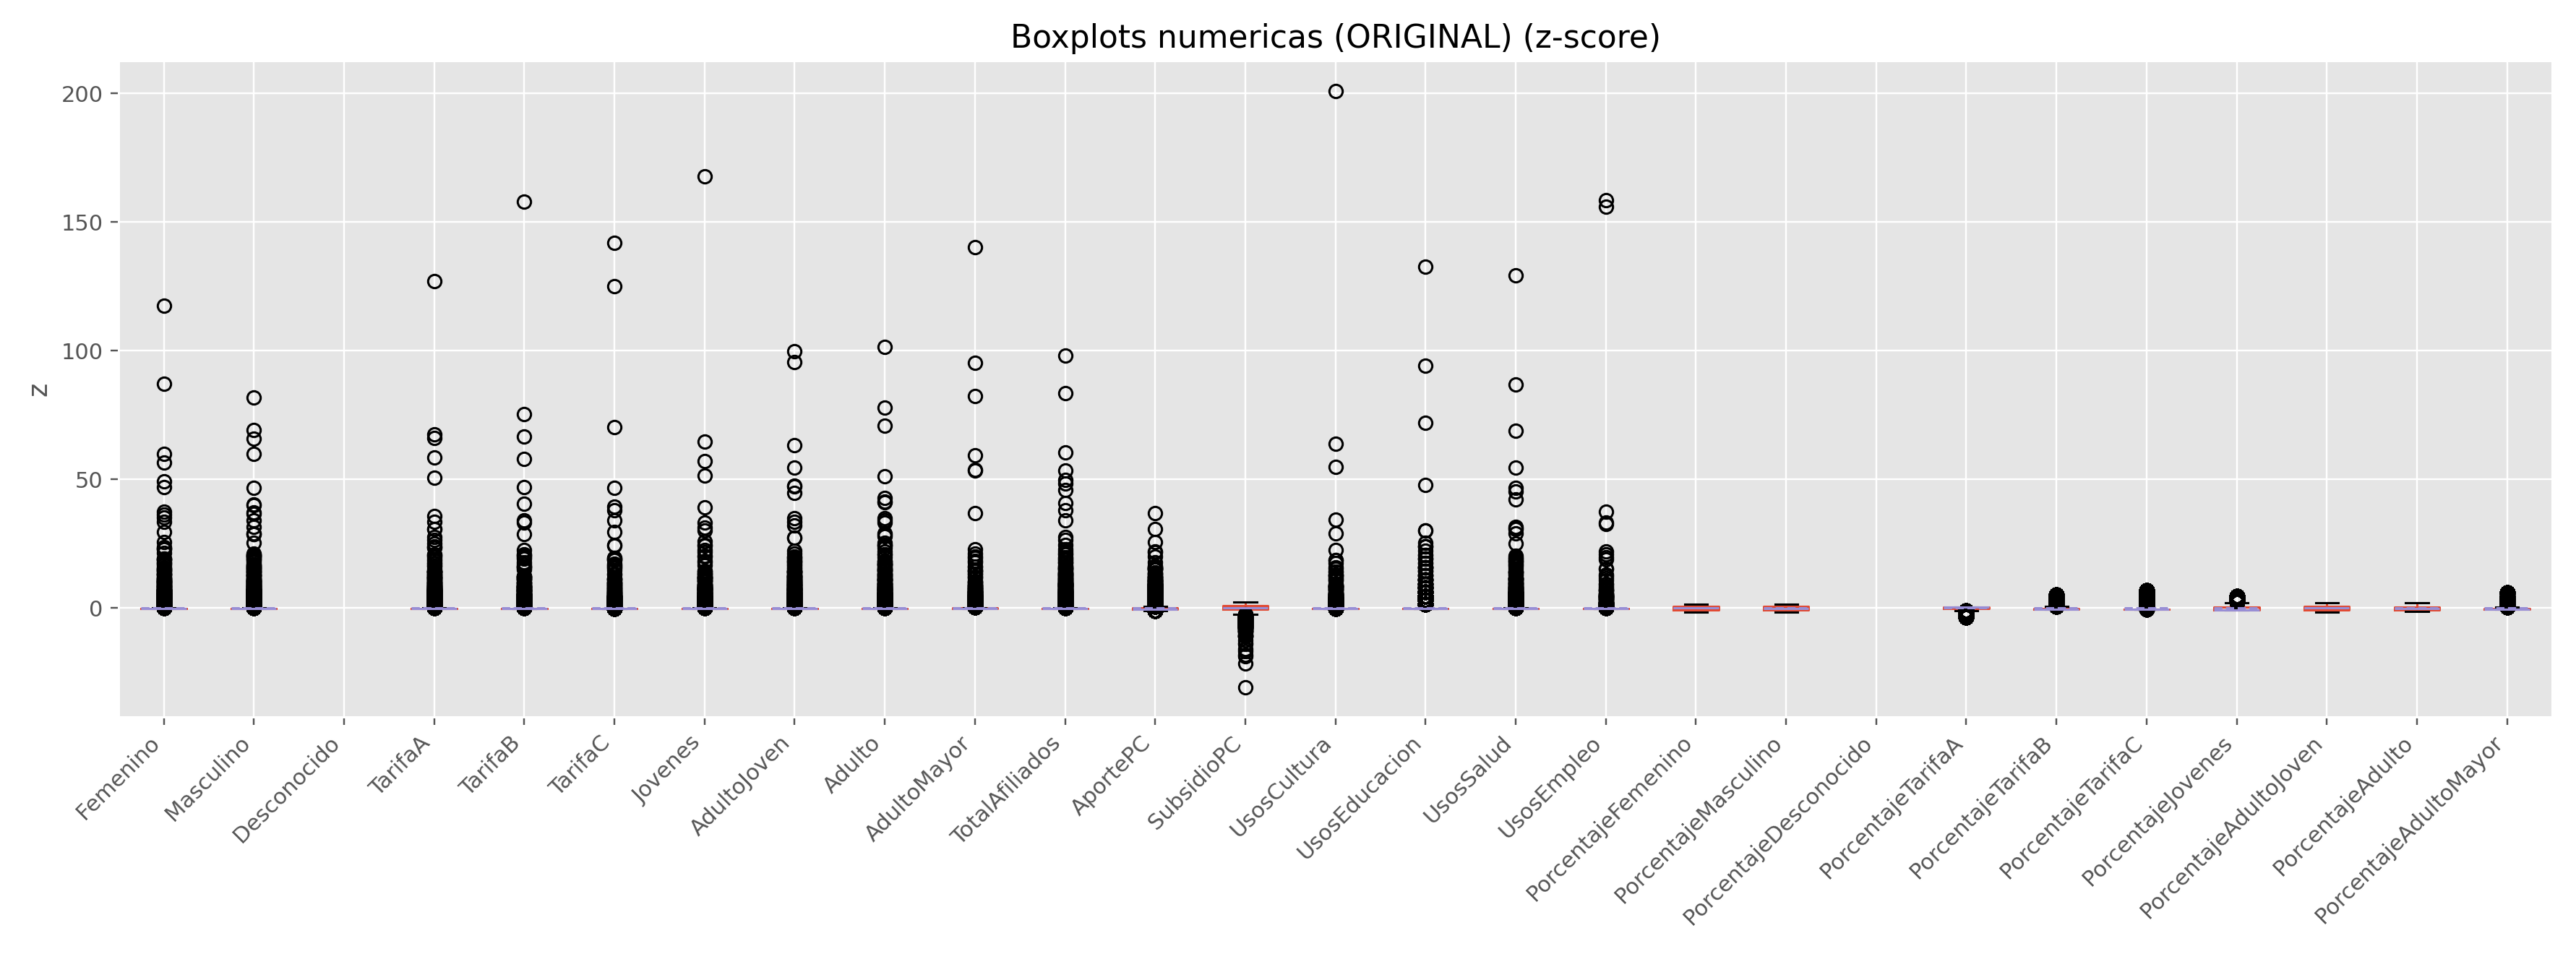 Boxplots numericas (ORIGINAL) (z-score)
200
150
100
50
0
z
Femenino
Masculino
Desconocido
TarifaA
TarifaB
TarifaC
Jovenes
AdultoJoven
Adulto
AdultoMayor
TotalAfiliados
AportePC
SubsidioPC
UsosCultura
UsosEducacion
UsosSalud
UsosEmpleo
PorcentajeFemenino
PorcentajeMasculino
PorcentajeDesconocido
PorcentajeTarifaA
PorcentajeTarifaB
PorcentajeTarifaC
PorcentajeJovenes
PorcentajeAdultoJoven
PorcentajeAdulto
PorcentajeAdultoMayor